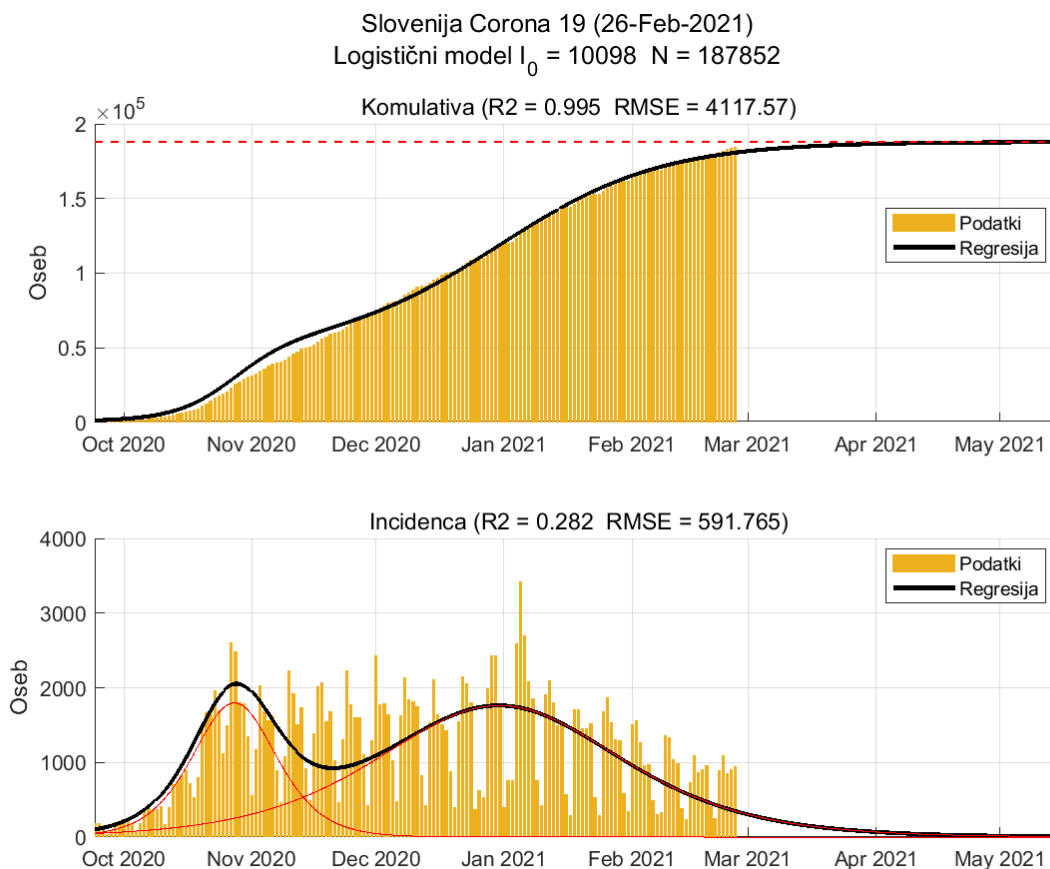 Slovenija Corona 19 (26-Feb-2021)
Logistični model I0 = 10098 N = 187852
Komulativa (R2 = 0.995 RMSE = 4117.57)
×10^5
2
1.5
1
0.5
0
Oseb
Podatki
Regresija
Oct 2020 Nov 2020 Dec 2020 Jan 2021 Feb 2021 Mar 2021 Apr 2021 May 2021
Incidenca (R2 = 0.282 RMSE = 591.765)
4000
3000
2000
1000
0
Oseb
Podatki
Regresija
Oct 2020 Nov 2020 Dec 2020 Jan 2021 Feb 2021 Mar 2021 Apr 2021 May 2021